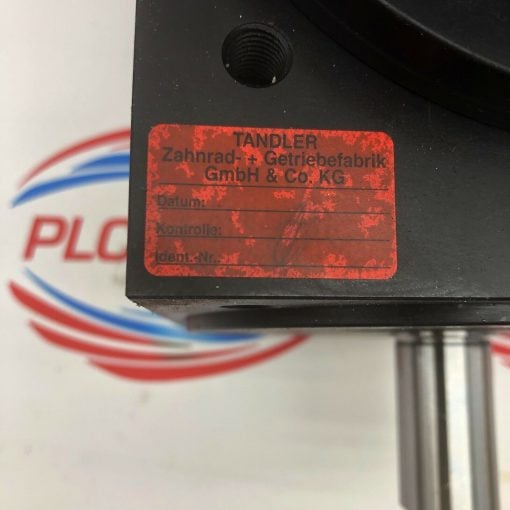 TANDLER
Zahnrad- + Getriebefabrik
GmbH & Co. KG
Datum:
Kontrolle:
Ident.-Nr.:
PLC